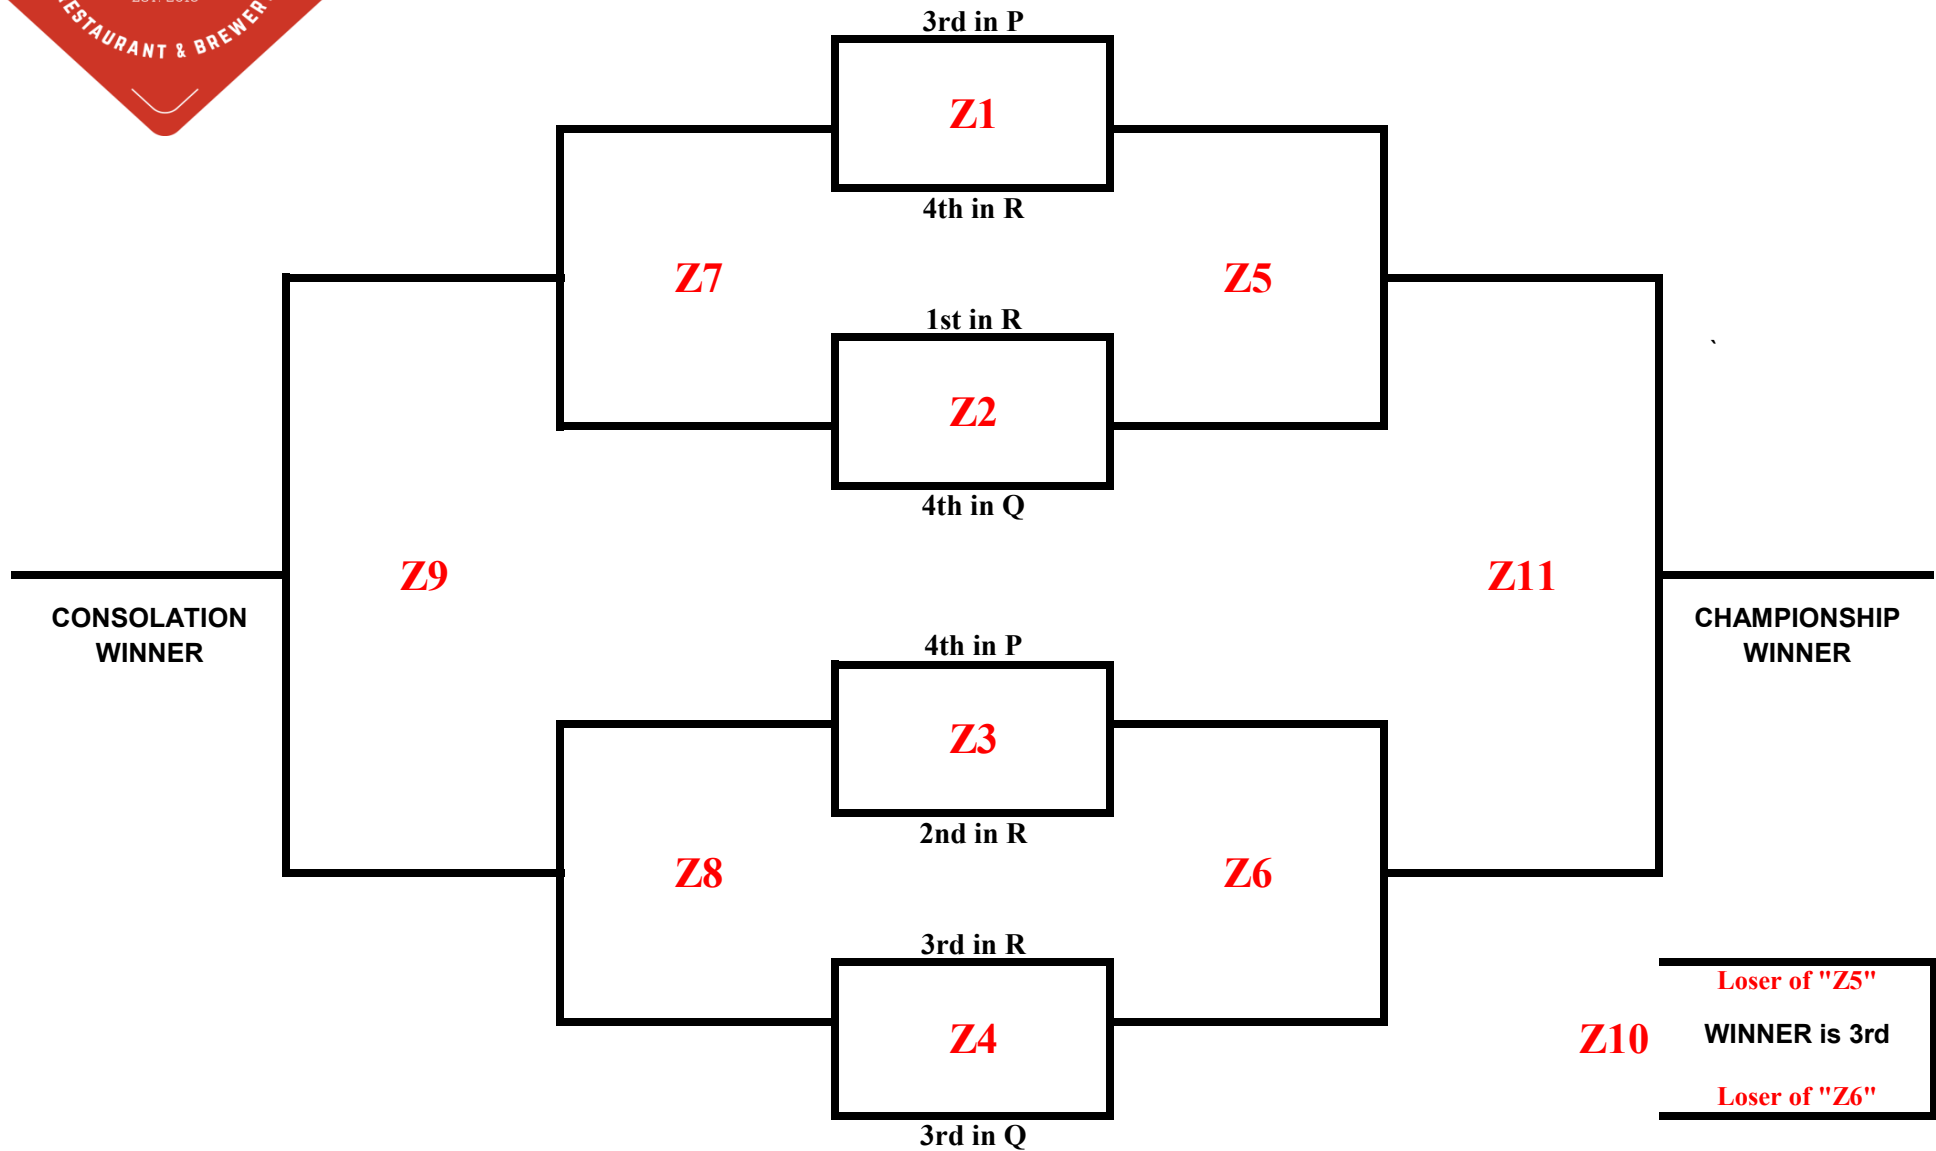 RESTAURANT & BREWERY
3rd in P
Z1
4th in R
Z7
Z5
1st in R
`
Z2
4th in Q
Z9
Z11
CONSOLATION
WINNER
CHAMPIONSHIP
WINNER
4th in P
Z3
2nd in R
Z8
Z6
3rd in R
Loser of "Z5"
Z4
Z10
WINNER is 3rd
Loser of "Z6"
3rd in Q